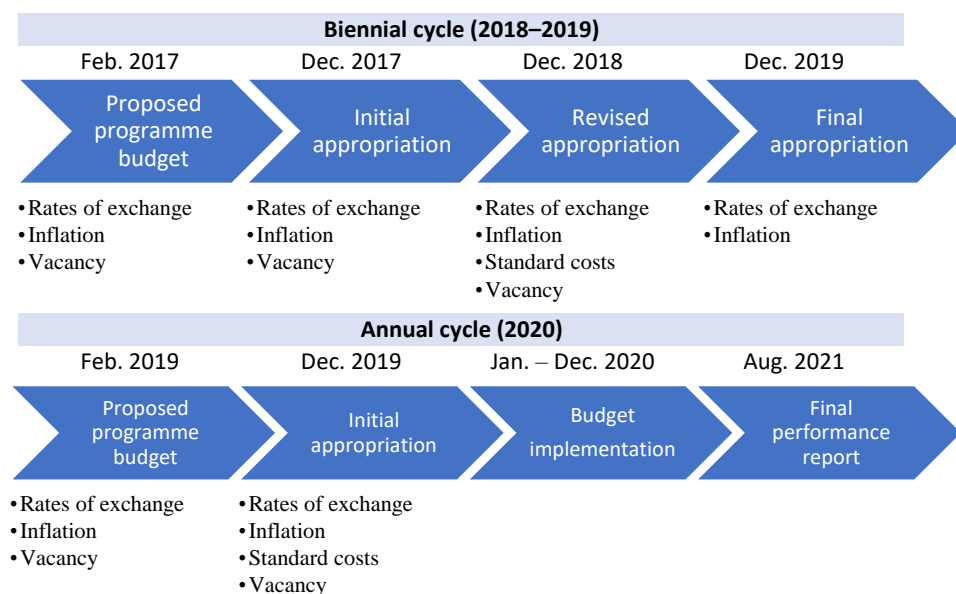 Biennial cycle (2018–2019)
Feb. 2017
Dec. 2017
Dec. 2018
Dec. 2019
Proposed
programme
budget
Initial
appropriation
Revised
appropriation
Final
appropriation
•Rates of exchange
•Inflation
•Vacancy
•Rates of exchange
•Inflation
•Vacancy
•Rates of exchange
•Inflation
•Standard costs
•Vacancy
•Rates of exchange
•Inflation
Annual cycle (2020)
Feb. 2019
Dec. 2019
Jan. – Dec. 2020
Aug. 2021
Proposed
programme
budget
Initial
appropriation
Budget
implementation
Final
performance
report
•Rates of exchange
•Inflation
•Vacancy
•Rates of exchange
•Inflation
•Standard costs
•Vacancy